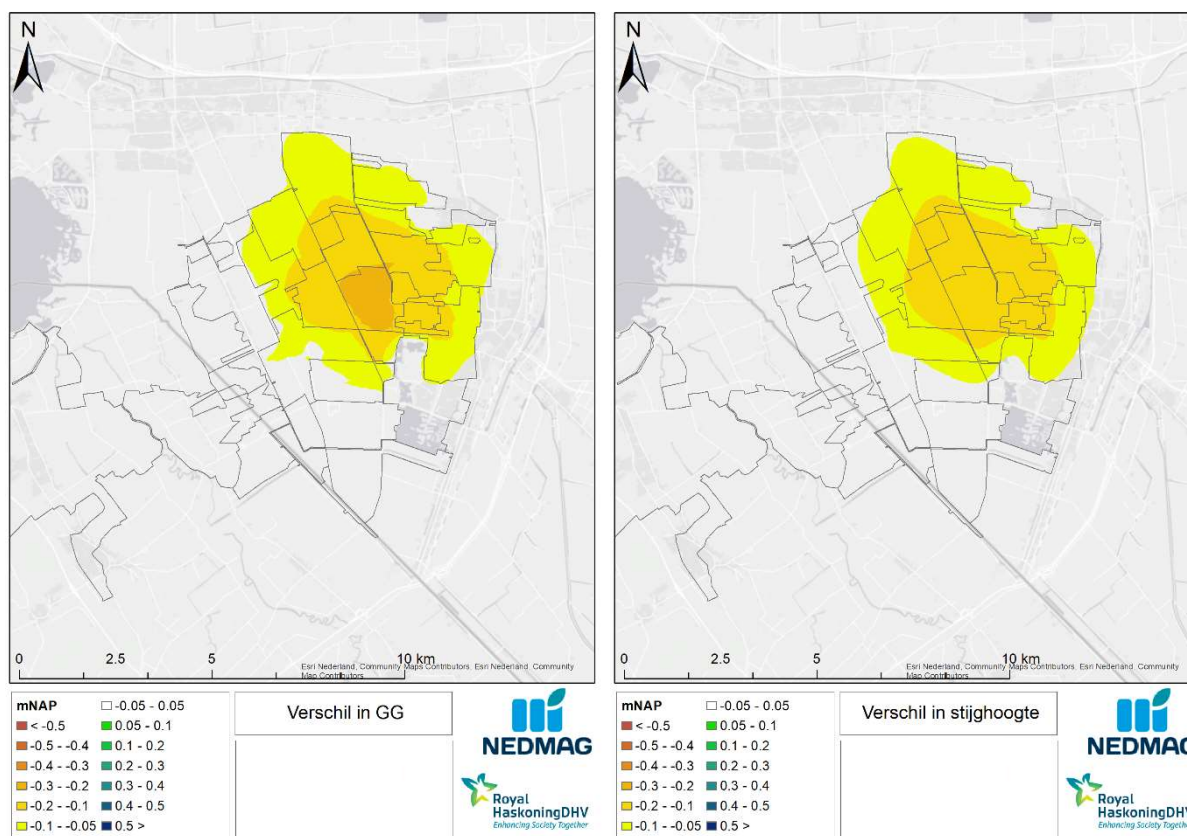 N
0 2.5 5 10 km
Esri Nederland, Community Maps Contributors, Esri Nederland, Community
Map Contributors
mNAP
< -0.5
-0.5 - -0.4
-0.4 - -0.3
-0.3 - -0.2
-0.2 - -0.1
-0.1 - -0.05
-0.05 - 0.05
0.05 - 0.1
0.1 - 0.2
0.2 - 0.3
0.3 - 0.4
0.4 - 0.5
0.5 >
Verschil in GG
NEDMAG
Royal
HaskoningDHV
Enhancing Society Together
N
0 2.5 5 10 km
Esri Nederland, Community Maps Contributors, Esri Nederland, Community
Map Contributors
mNAP
< -0.5
-0.5 - -0.4
-0.4 - -0.3
-0.3 - -0.2
-0.2 - -0.1
-0.1 - -0.05
-0.05 - 0.05
0.05 - 0.1
0.1 - 0.2
0.2 - 0.3
0.3 - 0.4
0.4 - 0.5
0.5 >
Verschil in stijghoogte
NEDMAG
Royal
HaskoningDHV
Enhancing Society Together